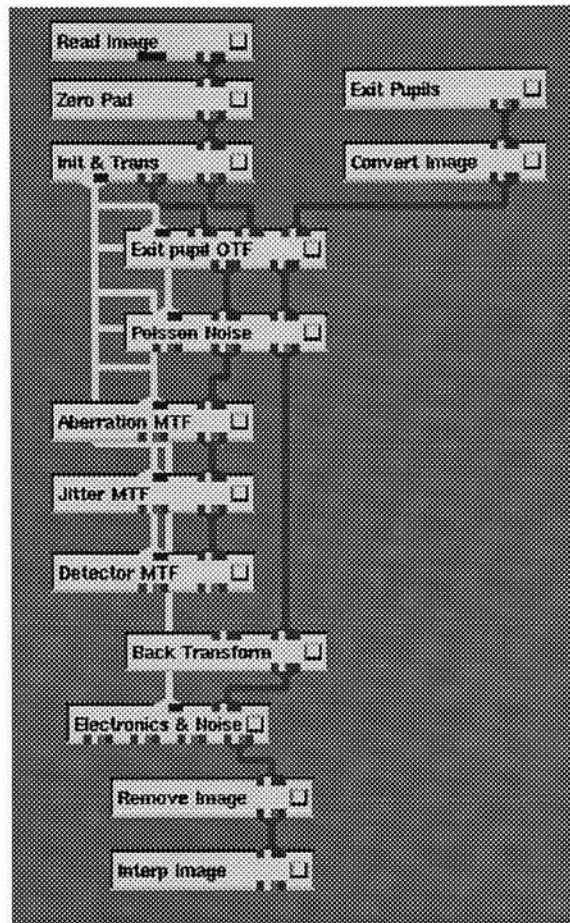 Read Image
Zero Pad
Exit Pupils
Init & Trans
Convert Image
Exit pupil OTF
Poisson Noise
Aberration MTF
Jitter MTF
Detector MTF
Back Transform
Electronics & Noise
Remove Image
Interp Image